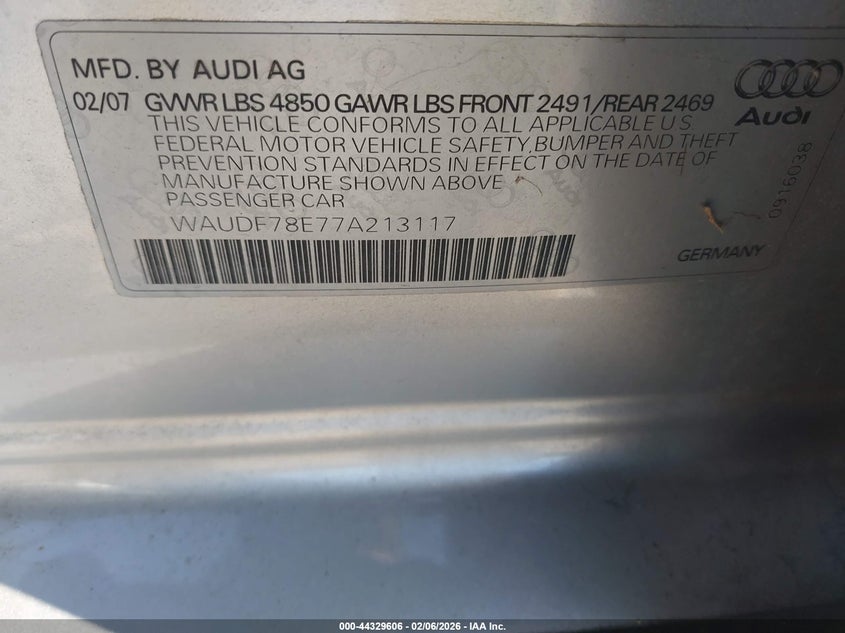 MFD. BY AUDI AG
02/07 GVWR LBS 4850 GAWR LBS FRONT 2491/REAR 2469
THIS VEHICLE CONFORMS TO ALL APPLICABLE U.S.
FEDERAL MOTOR VEHICLE SAFETY, BUMPER AND THEFT
PREVENTION STANDARDS IN EFFECT ON THE DATE OF
MANUFACTURE SHOWN ABOVE
PASSENGER CAR
WAUDF78E77A213117
Audi
0916038
GERMANY
000-44329606 - 02/06/2026 - IAA Inc.